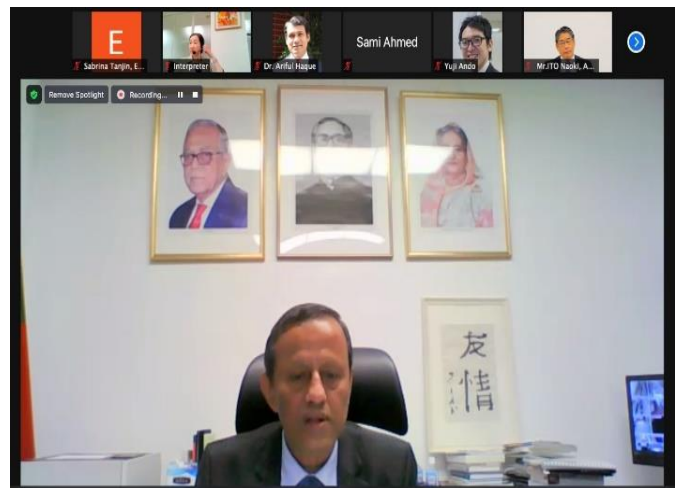 E
Sabrina Tanjin, E...
Interpreter
Dr. Ariful Haque
Sami Ahmed
Yuji Ando
Mr.ITO Naoki, A...
Remove Spotlight
Recording...
友
情